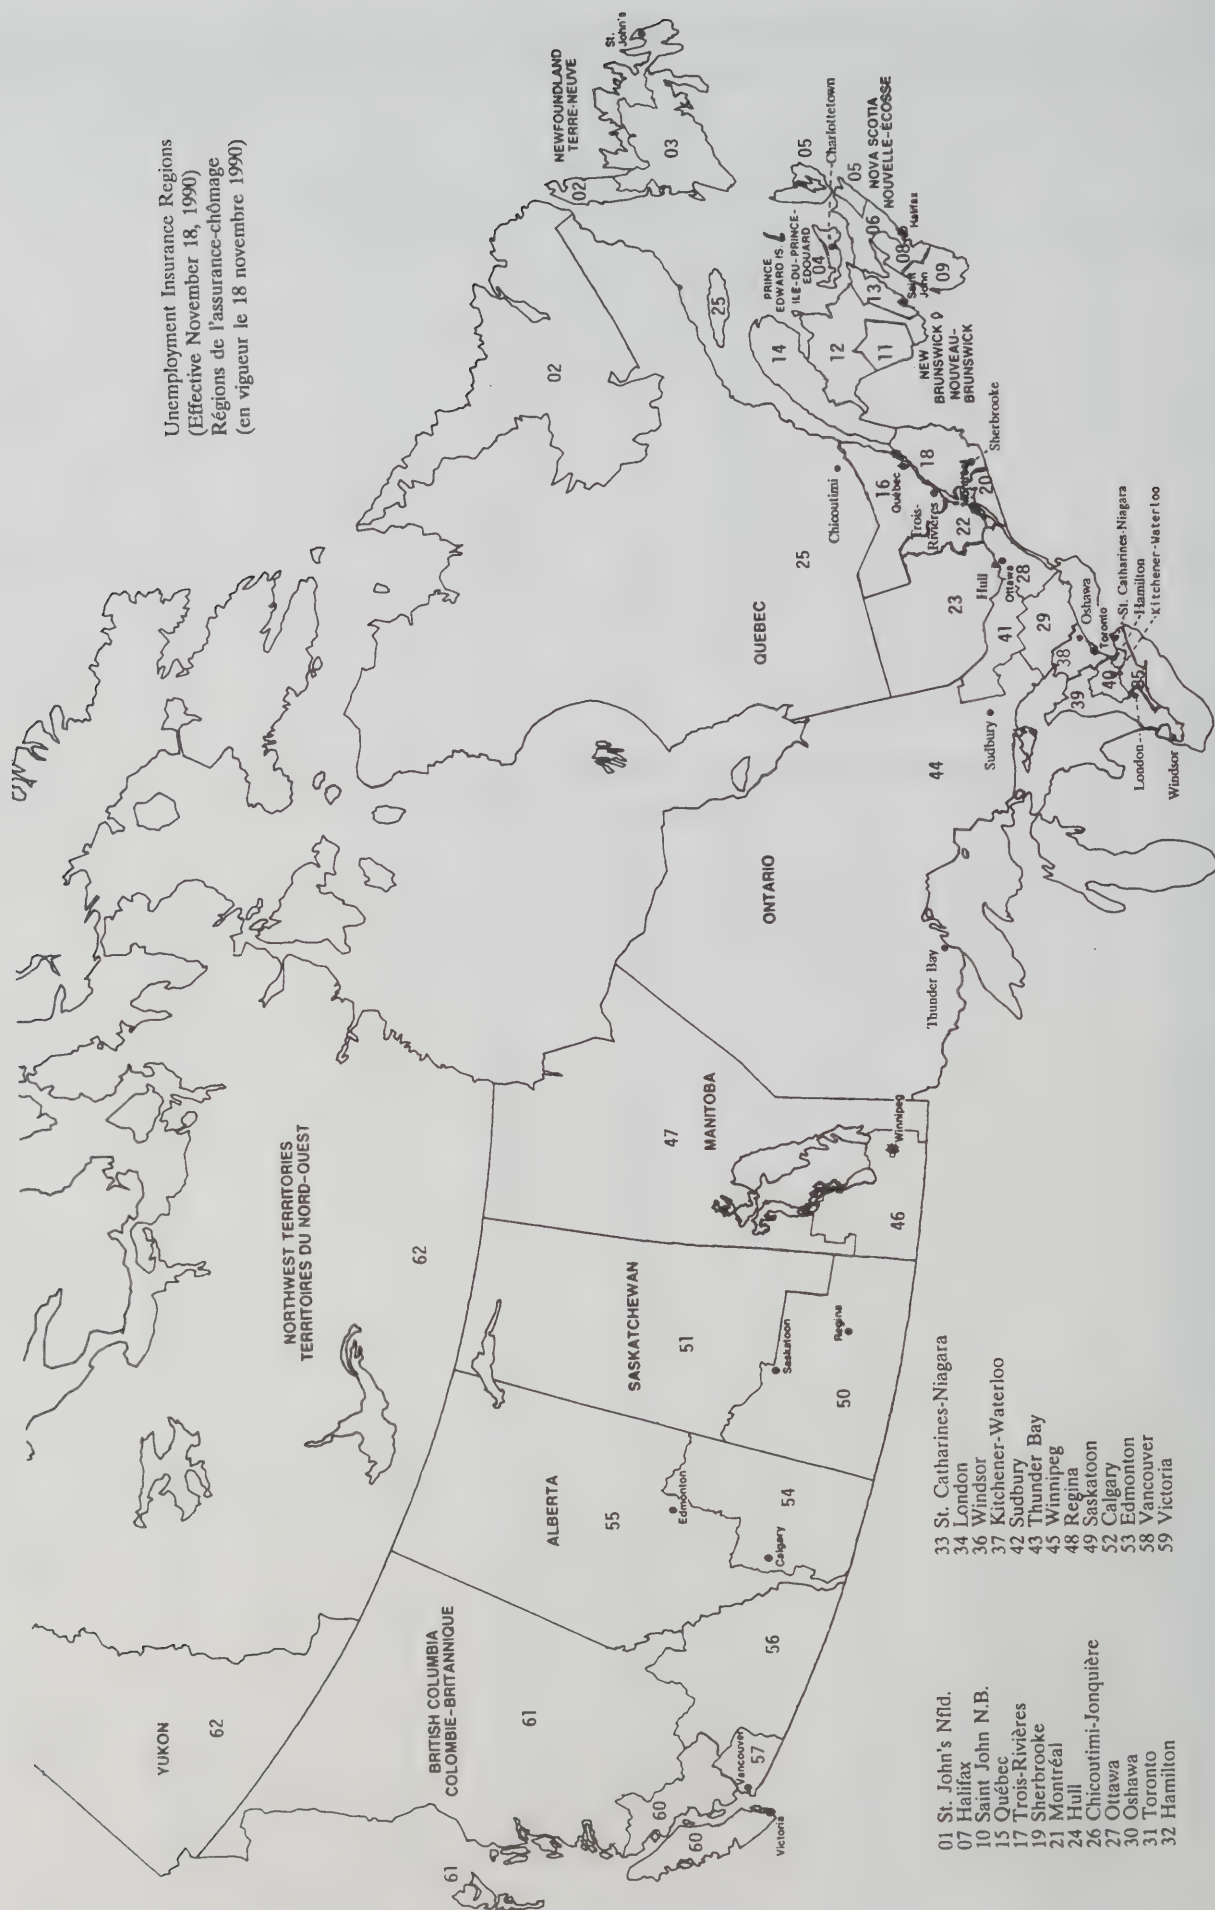 Unemployment Insurance Regions
(Effective November 18, 1990)
Régions de l'assurance-chômage
(en vigueur le 18 novembre 1990)
YUKON
62
NORTHWEST TERRITORIES
TERRITOIRES DU NORD-OUEST
62
BRITISH COLUMBIA
COLOMBIE-BRITANNIQUE
61
61
60
60
Vancouver
57
Victoria
56
ALBERTA
55
Edmonton
54
Calgary
SASKATCHEWAN
51
Saskatoon
Regina
50
MANITOBA
47
Winnipeg
46
ONTARIO
44
Thunder Bay
Sudbury
41
Ottawa
28
29
38
Oshawa
Toronto
39
40
35
St. Catharines-Niagara
Hamilton
Kitchener-Waterloo
London
Windsor
QUEBEC
25
25
Chicoutimi
16
Québec
18
Trois-
Rivières
Montréal
20
Sherbrooke
22
23
Hull
14
NEWFOUNDLAND
TERRE-NEUVE
02
02
03
St.
John's
PRINCE
EDWARD IS.
ILE-DU-PRINCE-
EDOUARD
04
Charlottetown
NOVA SCOTIA
NOUVELLE-ÉCOSSE
05
05
06
Halifax
08
09
NEW
BRUNSWICK
NOUVEAU-
BRUNSWICK
12
11
13
Saint
John
01 St. John's Nfld.
07 Halifax
10 Saint John N.B.
15 Québec
17 Trois-Rivières
19 Sherbrooke
21 Montréal
24 Hull
26 Chicoutimi-Jonquière
27 Ottawa
30 Oshawa
31 Toronto
32 Hamilton
33 St. Catharines-Niagara
34 London
36 Windsor
37 Kitchener-Waterloo
42 Sudbury
43 Thunder Bay
45 Winnipeg
48 Regina
49 Saskatoon
52 Calgary
53 Edmonton
58 Vancouver
59 Victoria